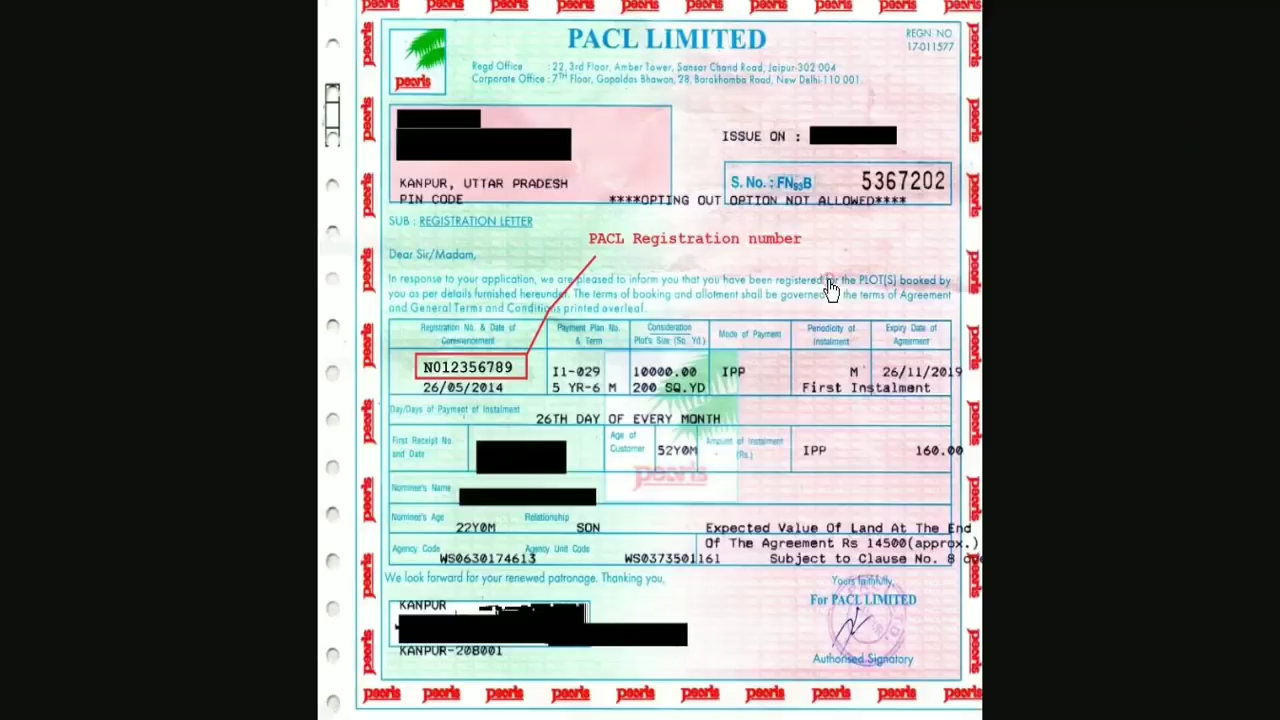 pearls pearls pearls pearls pearls pearls pearls pearls pearls pearls
PACL LIMITED
REGN NO
17-011577
pearls
Regd Office : 22, 3rd Floor, Amber Tower, Sansar Chand Road, Jaipur-302 004
Corporate Office : 7TH Floor, Gopaldas Bhawan, 28, Barakhamba Road, New Delhi-110 001.
ISSUE ON :
S. No. : FN93B 5367202
KANPUR, UTTAR PRADESH
PIN CODE
****OPTING OUT OPTION NOT ALLOWED****
SUB : REGISTRATION LETTER
PACL Registration number
Dear Sir/Madam,
In response to your application, we are pleased to inform you that you have been registered for the PLOT(S) booked by
you as per details furnished hereunder. The terms of booking and allotment shall be governed the terms of Agreement
and General Terms and Conditions printed overleaf.
Registration No. & Date of Commencement
Payment Plan No. & Term
Consideration
Plot's Size (Sq. Yd.)
Mode of Payment
Periodicity of Instalment
Expiry Date of Agreement
N012356789
26/05/2014
I1-029
5 YR-6 M
10000.00
200 SQ.YD
IPP
M
26/11/2019
First Instalment
Day/Days of Payment of Instalment
26TH DAY OF EVERY MONTH
First Receipt No. and Date
Age of Customer
52Y0M
Amount of Instalment (Rs.)
IPP 160.00
pearls
Nominee's Name
Nominee's Age
22Y0M
Relationship
SON
Expected Value Of Land At The End
Of The Agreement Rs 14500(approx.)
Subject to Clause No. 8
Agency Code
WS0630174613
Agency Unit Code
WS0373501161
We look forward for your renewed patronage. Thanking you,
Yours faithfully,
For PACL LIMITED
KANPUR
KANPUR-208001
Authorised Signatory
pearls pearls pearls pearls pearls pearls pearls pearls pearls pearls